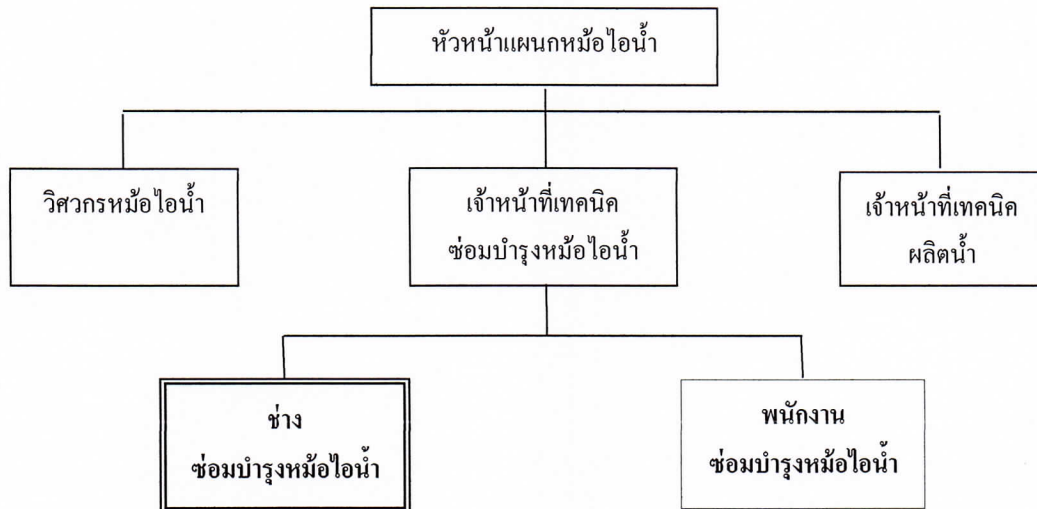 หัวหน้าแผนกหม้อไอน้ำ
วิศวกรหม้อไอน้ำ
เจ้าหน้าที่เทคนิค
ซ่อมบำรุงหม้อไอน้ำ
เจ้าหน้าที่เทคนิค
ผลิตน้ำ
ช่าง
ซ่อมบำรุงหม้อไอน้ำ
พนักงาน
ซ่อมบำรุงหม้อไอน้ำ